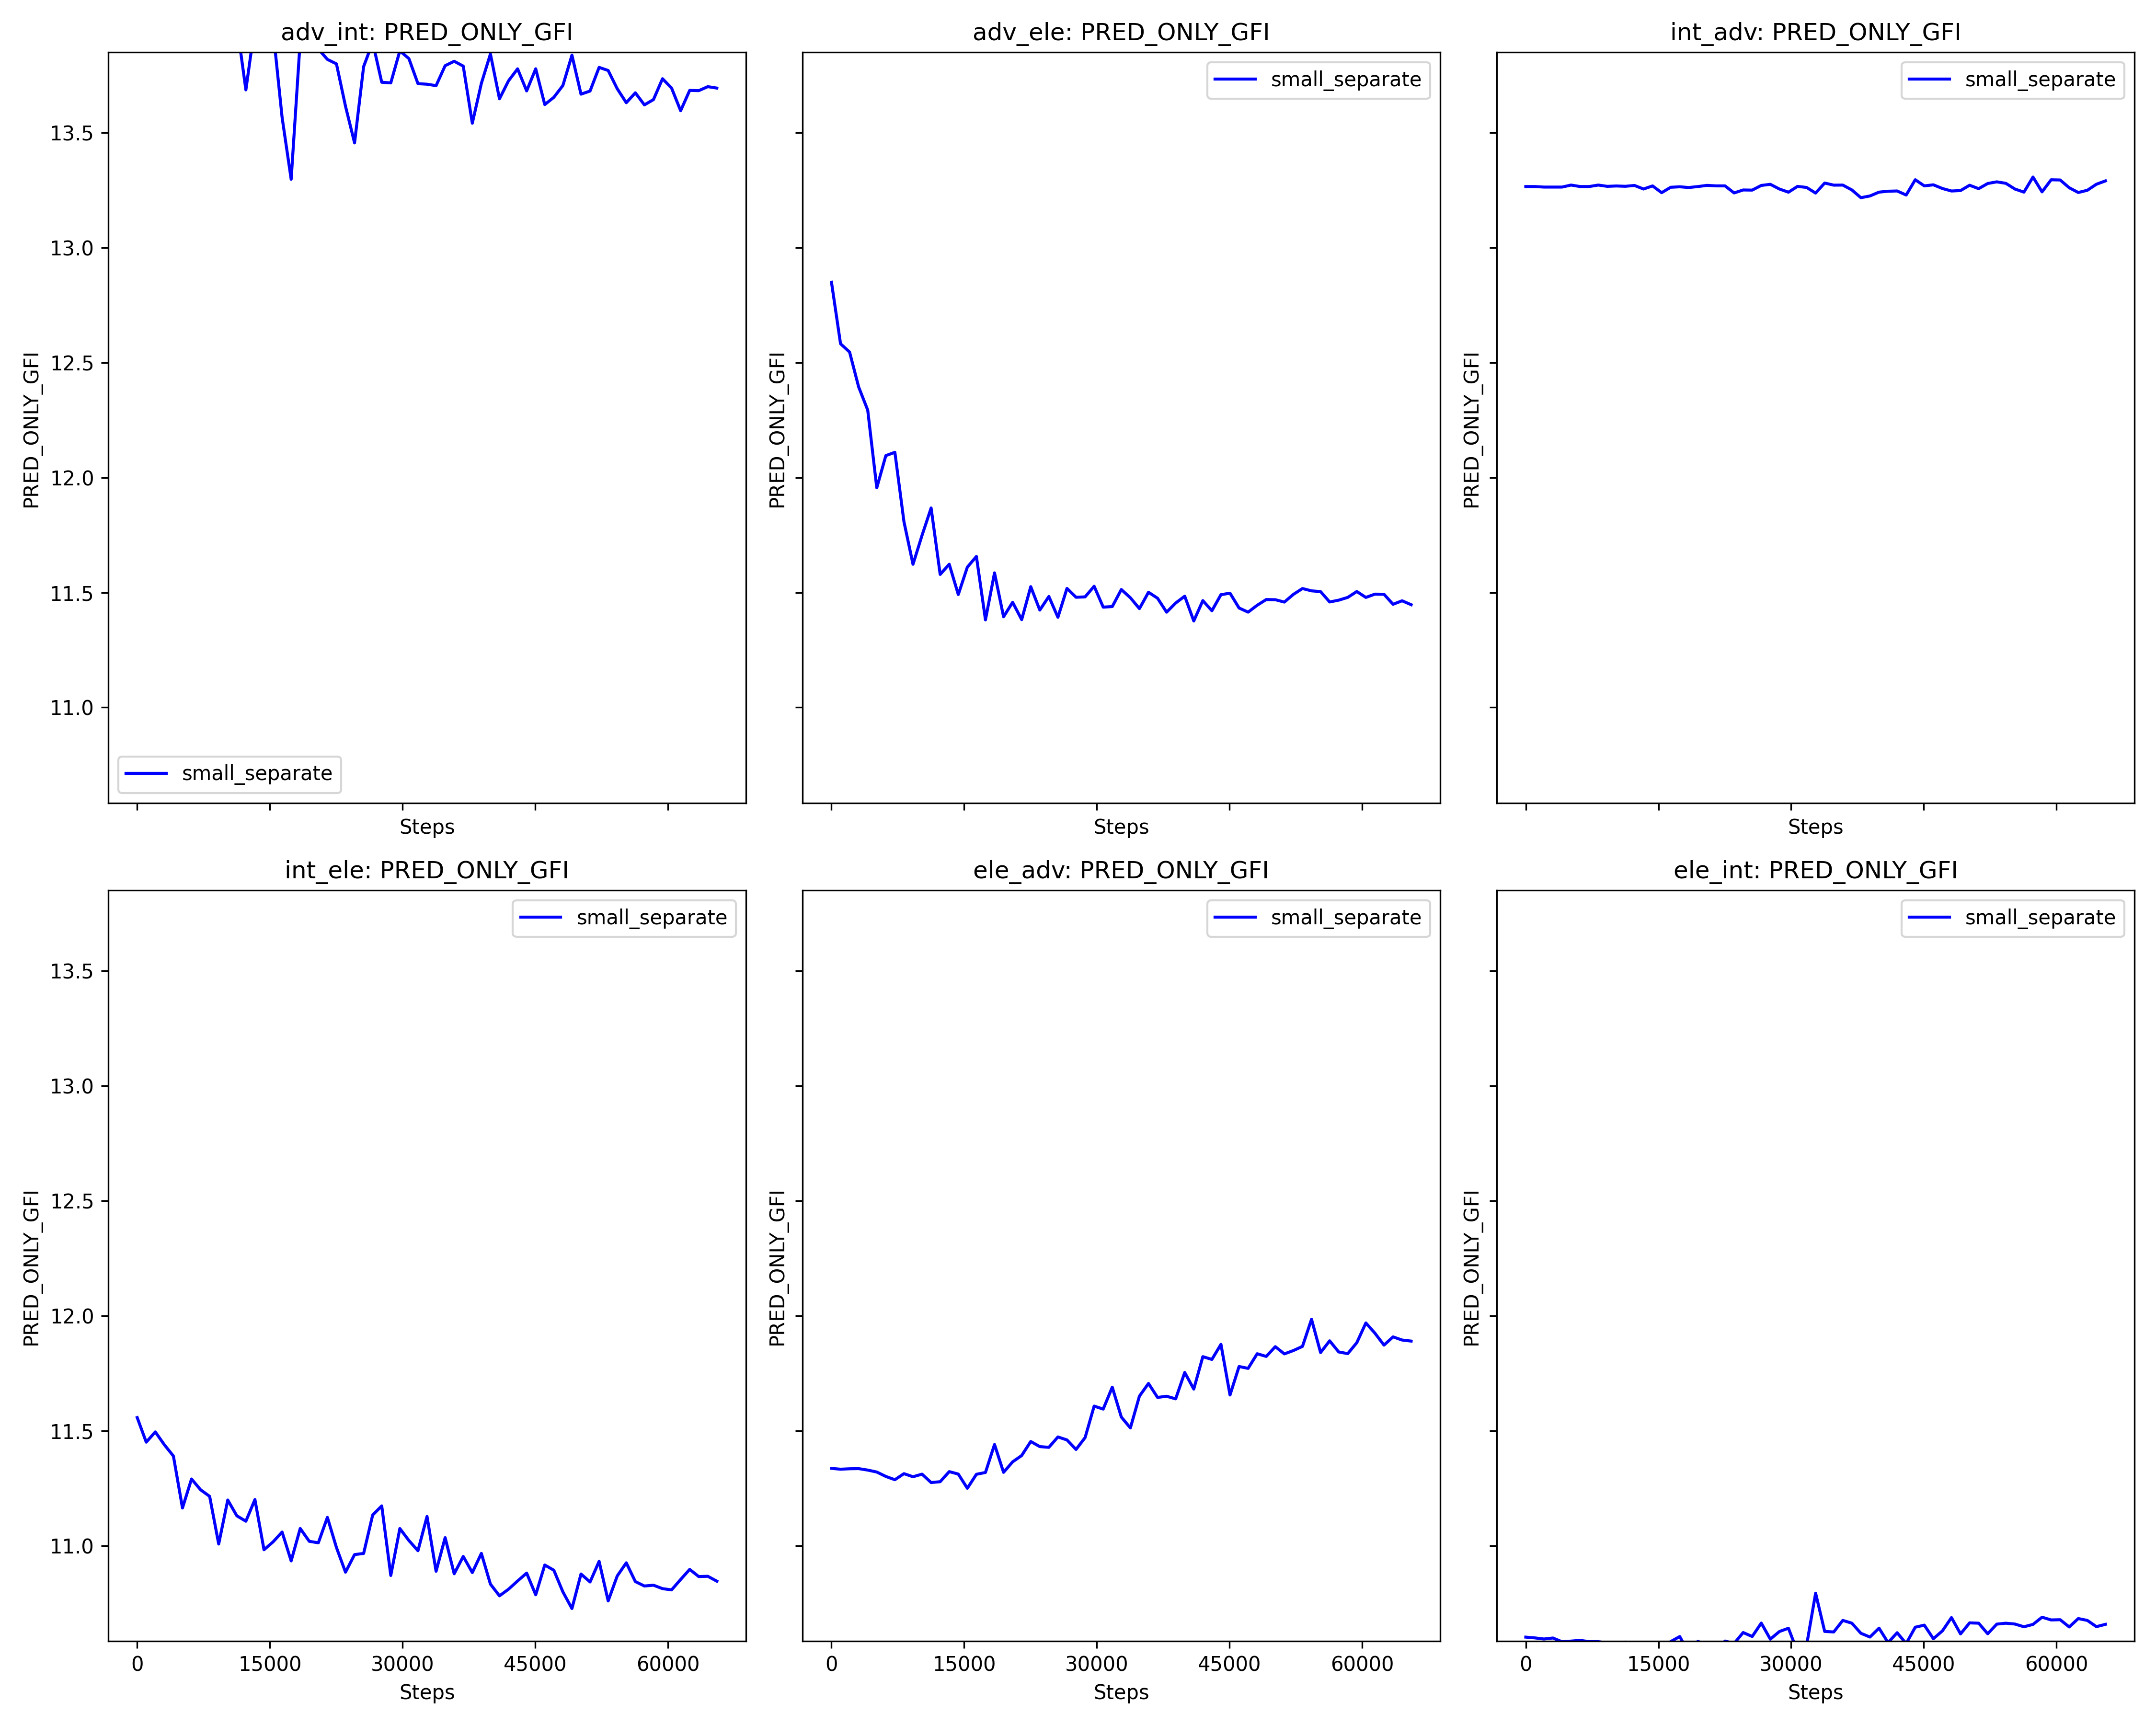 adv_int: PRED_ONLY_GFI
adv_ele: PRED_ONLY_GFI
int_adv: PRED_ONLY_GFI
PRED_ONLY_GFI
13.5
13.0
12.5
12.0
11.5
11.0
small_separate
Steps
PRED_ONLY_GFI
small_separate
Steps
PRED_ONLY_GFI
small_separate
Steps
int_ele: PRED_ONLY_GFI
ele_adv: PRED_ONLY_GFI
ele_int: PRED_ONLY_GFI
PRED_ONLY_GFI
13.5
13.0
12.5
12.0
11.5
11.0
small_separate
0 15000 30000 45000 60000
Steps
PRED_ONLY_GFI
small_separate
0 15000 30000 45000 60000
Steps
PRED_ONLY_GFI
small_separate
0 15000 30000 45000 60000
Steps